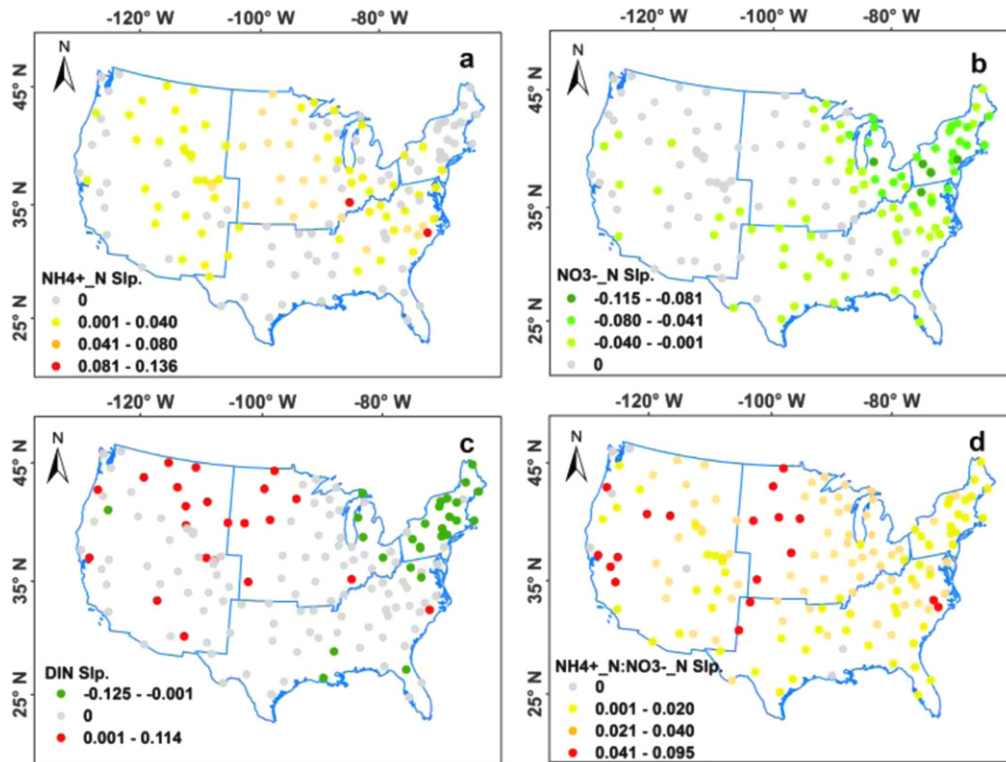 -120° W -100° W -80° W
-120° W -100° W -80° W
N
a
45° N
35° N
25° N
NH4+_N Slp.
0
0.001 - 0.040
0.041 - 0.080
0.081 - 0.136
N
b
45° N
35° N
25° N
NO3-_N Slp.
-0.115 - -0.081
-0.080 - -0.041
-0.040 - -0.001
0
-120° W -100° W -80° W
-120° W -100° W -80° W
N
c
45° N
35° N
25° N
DIN Slp.
-0.125 - -0.001
0
0.001 - 0.114
N
d
45° N
35° N
25° N
NH4+_N:NO3-_N Slp.
0
0.001 - 0.020
0.021 - 0.040
0.041 - 0.095